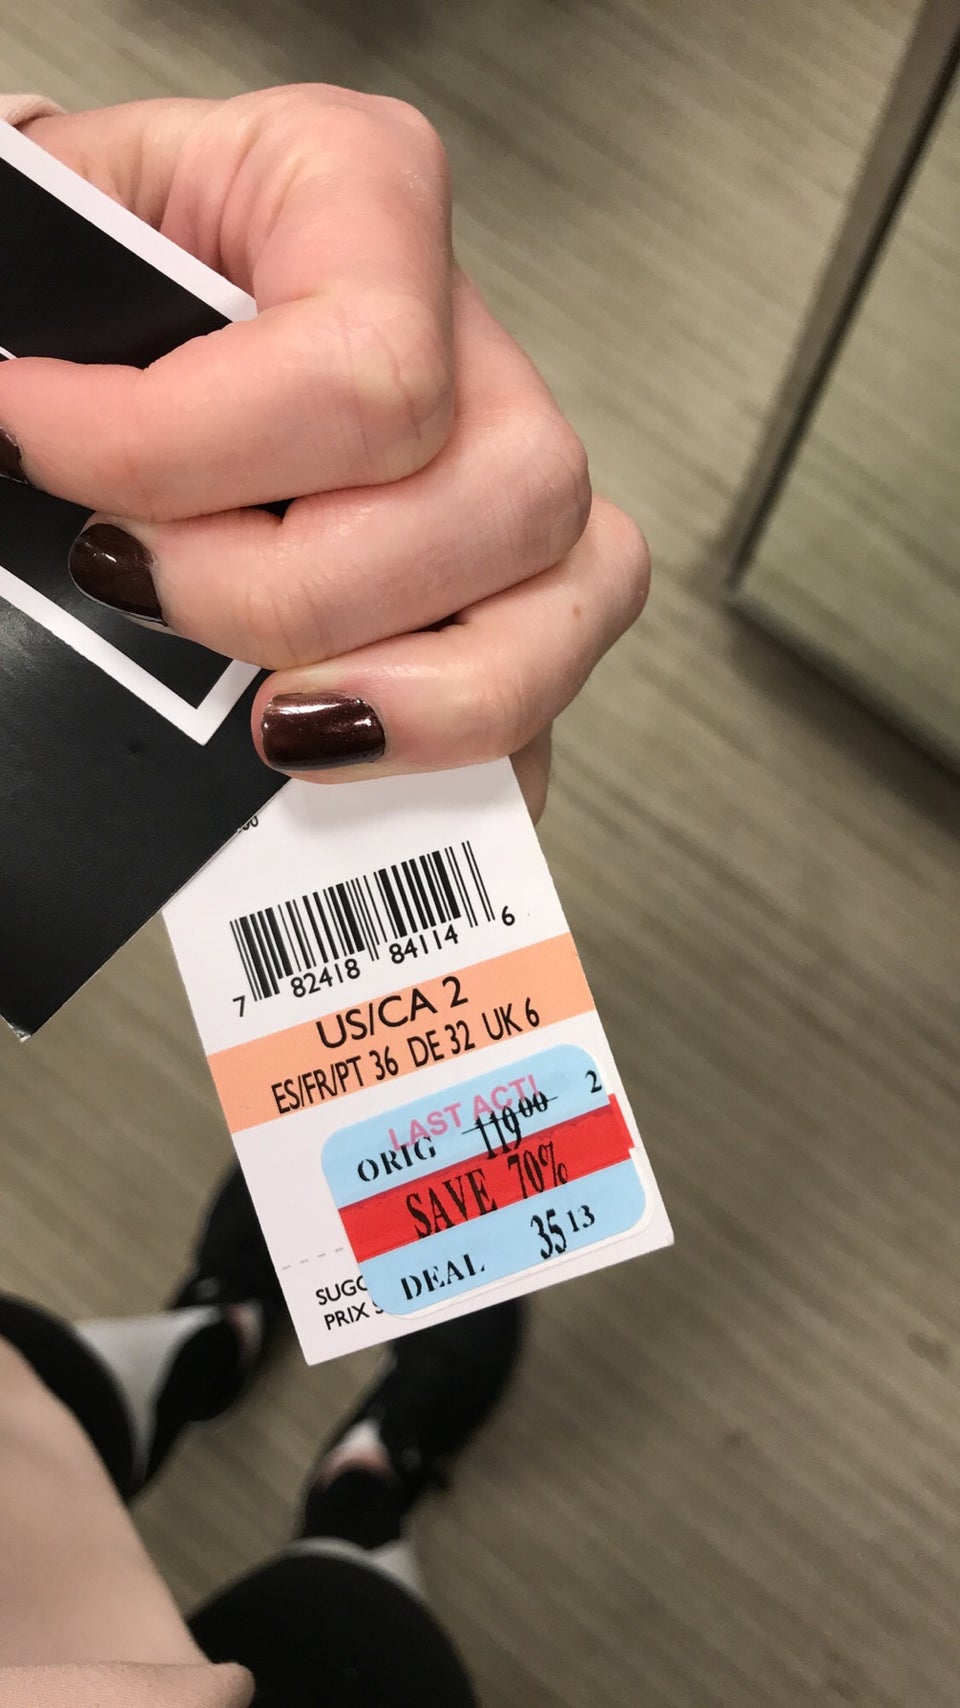 7 82418 84114 6
US/CA 2
ES/FR/PT 36 DE 32 UK 6
LAST ACT! 2
ORIG 119 00
SAVE 70%
DEAL 35 13
PRIX